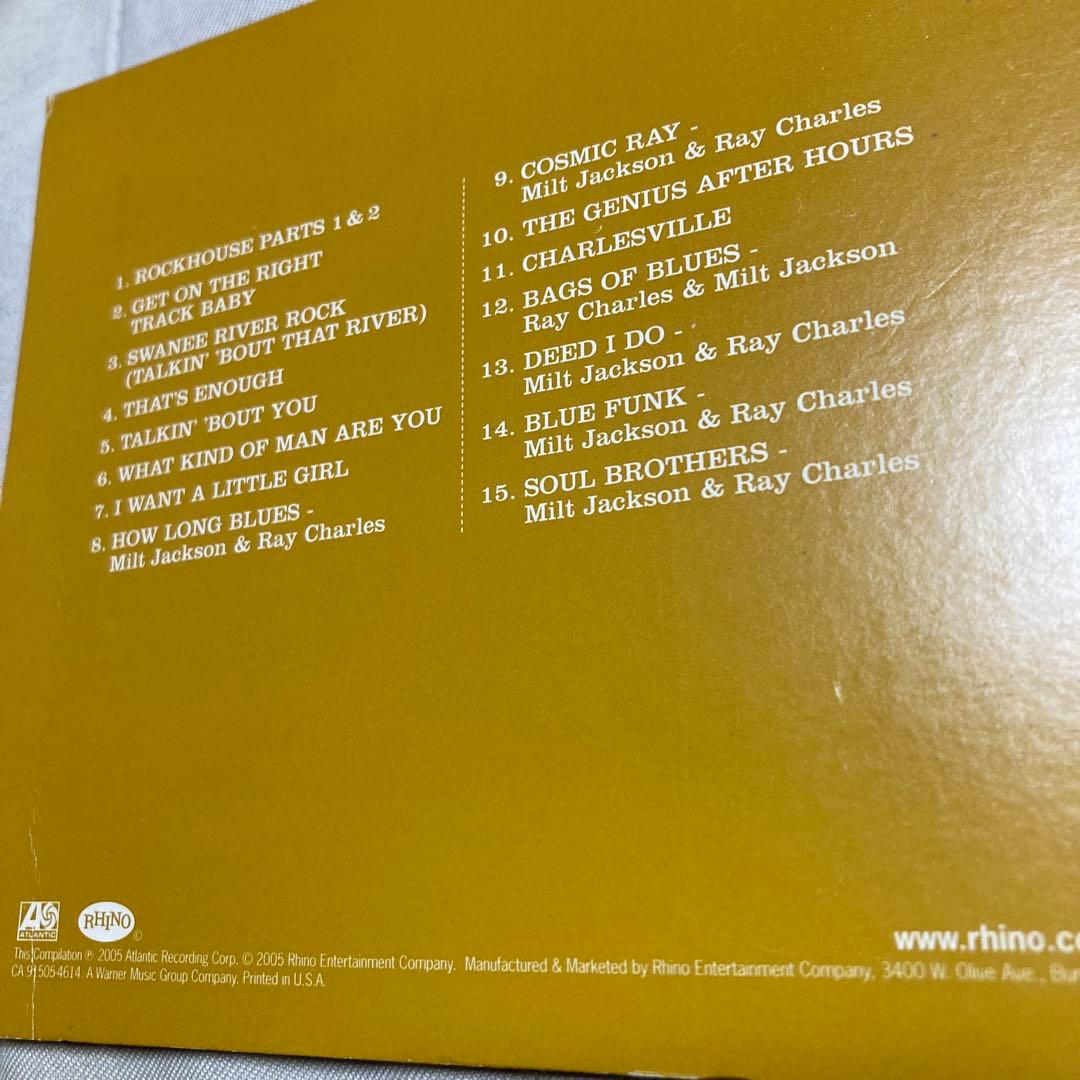 1. ROCKHOUSE PARTS 1 & 2
2. GET ON THE RIGHT
TRACK BABY
3. SWANEE RIVER ROCK
(TALKIN' 'BOUT THAT RIVER)
4. THAT'S ENOUGH
5. TALKIN' 'BOUT YOU
6. WHAT KIND OF MAN ARE YOU
7. I WANT A LITTLE GIRL
8. HOW LONG BLUES -
Milt Jackson & Ray Charles
9. COSMIC RAY -
Milt Jackson & Ray Charles
10. THE GENIUS AFTER HOURS
11. CHARLESVILLE
12. BAGS OF BLUES -
Ray Charles & Milt Jackson
13. DEED I DO -
Milt Jackson & Ray Charles
14. BLUE FUNK -
Milt Jackson & Ray Charles
15. SOUL BROTHERS -
Milt Jackson & Ray Charles
ATLANTIC
RHINO
©
www.rhino.c
This Compilation ℗ 2005 Atlantic Recording Corp. © 2005 Rhino Entertainment Company. Manufactured & Marketed by Rhino Entertainment Company, 3400 W. Olive Ave.,
CA 915054614. A Warner Music Group Company. Printed in U.S.A.